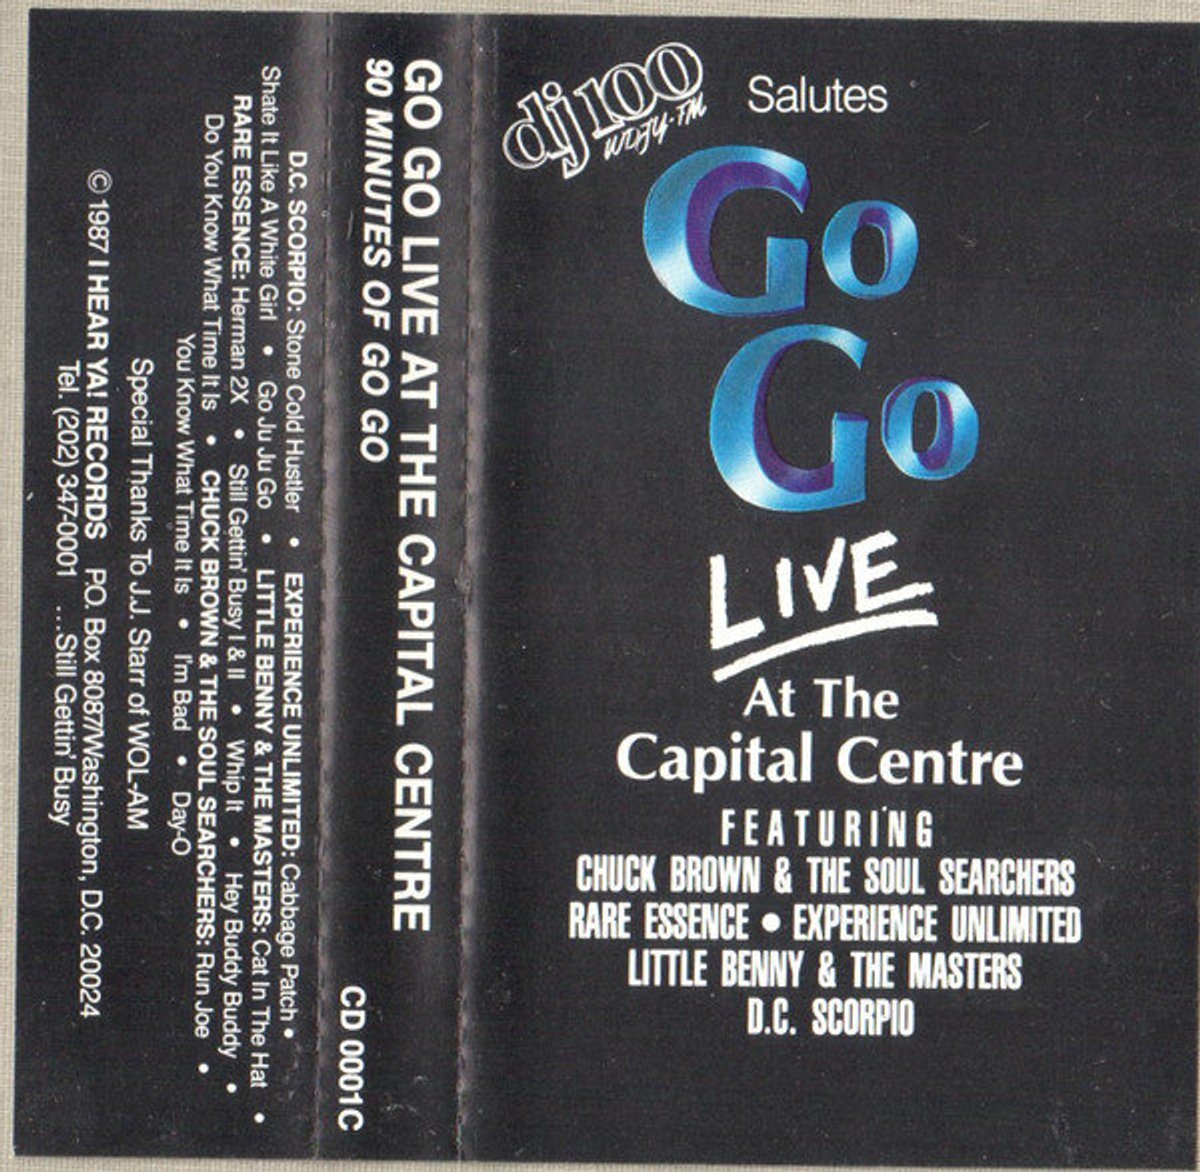 dj100
WDJY-FM
Salutes
Go
Go
LIVE
At The
Capital Centre
FEATURING
CHUCK BROWN & THE SOUL SEARCHERS
RARE ESSENCE • EXPERIENCE UNLIMITED
LITTLE BENNY & THE MASTERS
D.C. SCORPIO
GO GO LIVE AT THE CAPITAL CENTRE
90 MINUTES OF GO GO
CD 0001C
D.C. SCORPIO: Stone Cold Hustler • EXPERIENCE UNLIMITED: Cabbage Patch •
Shate It Like A White Girl • Go Ju Ju Go • LITTLE BENNY & THE MASTERS: Cat In The Hat •
RARE ESSENCE: Herman 2X • Still Gettin' Busy I & II • Whip It • Hey Buddy Buddy •
Do You Know What Time It Is • CHUCK BROWN & THE SOUL SEARCHERS: Run Joe •
You Know What Time It Is • I'm Bad • Day-O
Special Thanks To J.J. Starr of WOL-AM
© 1987 I HEAR YA! RECORDS P.O. Box 8087/Washington, D.C. 20024
Tel. (202) 347-0001 ...Still Gettin' Busy